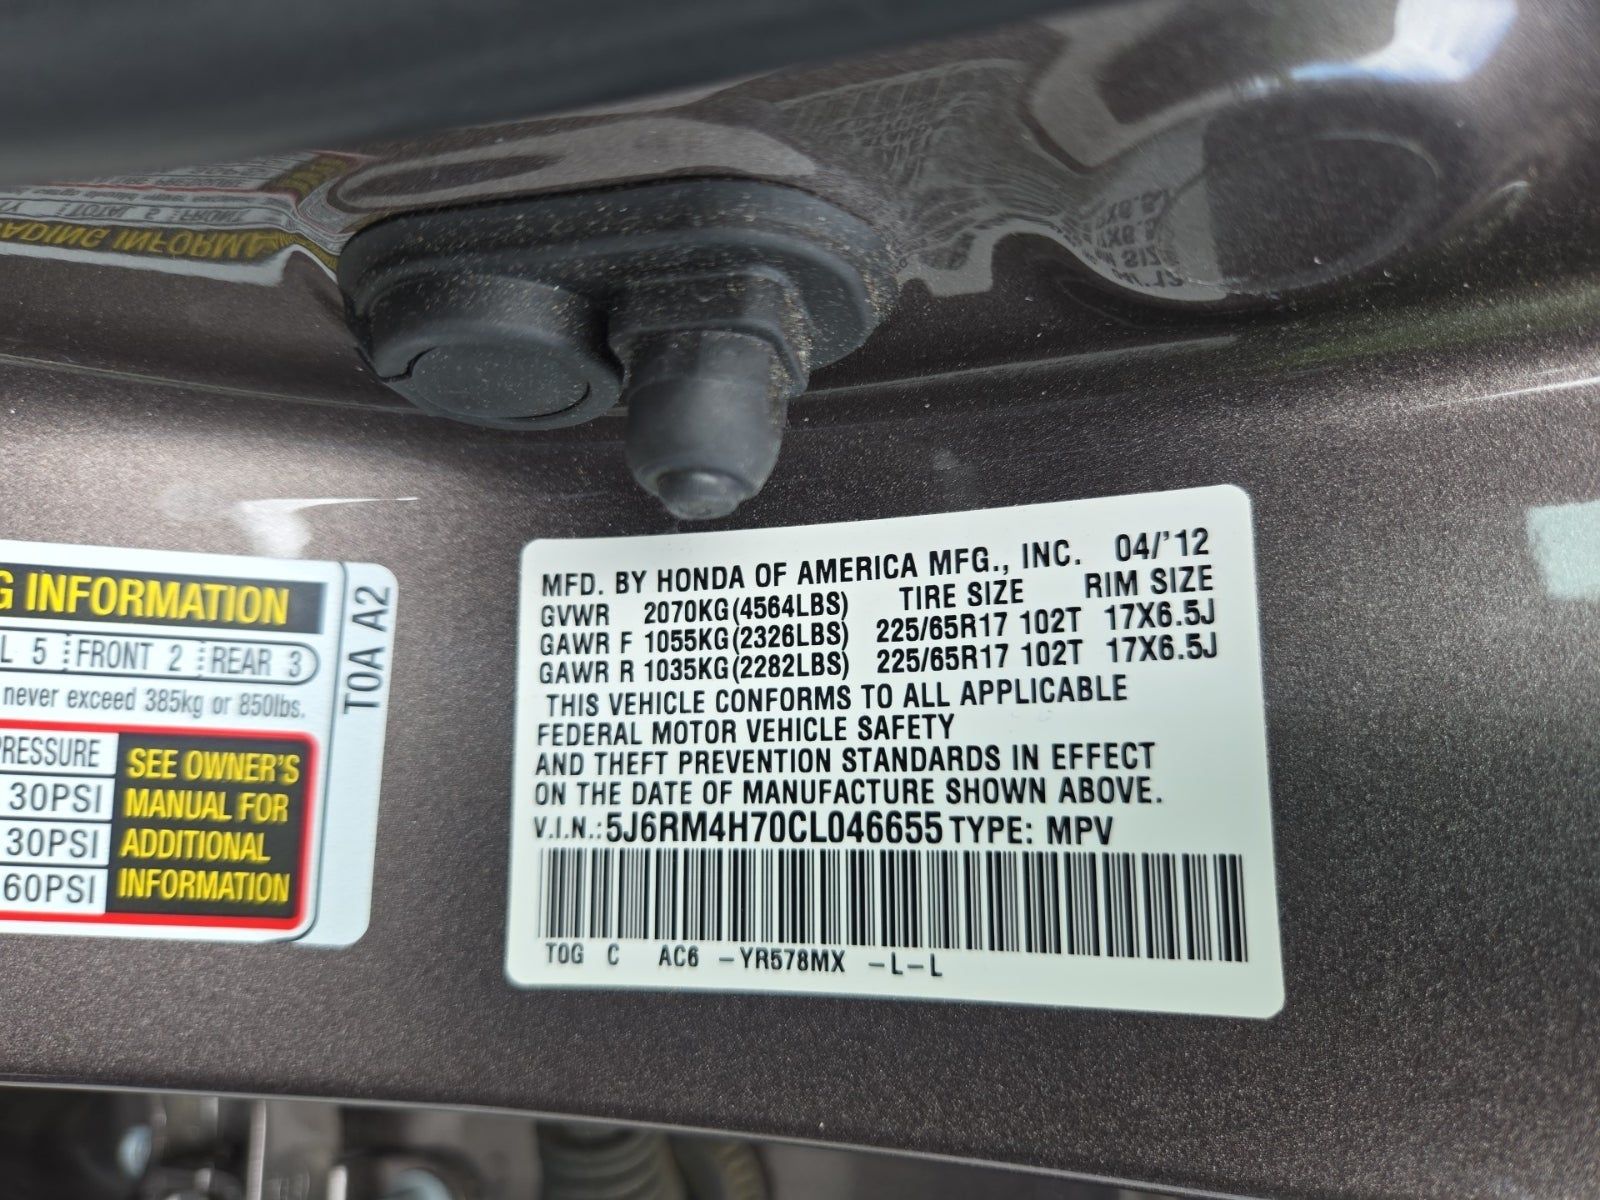 G INFORMATION
L 5 FRONT 2 REAR 3
never exceed 385kg or 850lbs.
PRESSURE
30PSI
30PSI
60PSI
SEE OWNER'S
MANUAL FOR
ADDITIONAL
INFORMATION
T0A A2
MFD. BY HONDA OF AMERICA MFG., INC. 04/'12
GVWR 2070KG(4564LBS) TIRE SIZE RIM SIZE
GAWR F 1055KG(2326LBS) 225/65R17 102T 17X6.5J
GAWR R 1035KG(2282LBS) 225/65R17 102T 17X6.5J
THIS VEHICLE CONFORMS TO ALL APPLICABLE
FEDERAL MOTOR VEHICLE SAFETY
AND THEFT PREVENTION STANDARDS IN EFFECT
ON THE DATE OF MANUFACTURE SHOWN ABOVE.
V.I.N.: 5J6RM4H70CL046655 TYPE: MPV
T0G C AC6 -YR578MX -L-L